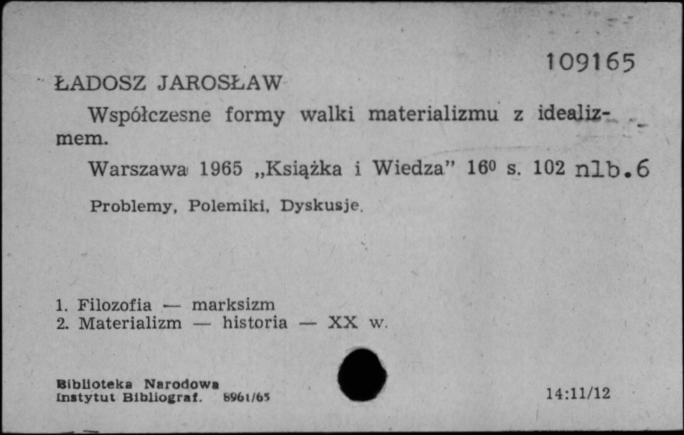 109165
ŁADOSZ JAROSŁAW
Współczesne formy walki materializmu z idealiz-
mem.
Warszawa 1965 „Książka i Wiedza” 16⁰ s. 102 nlb.6
Problemy, Polemiki, Dyskusje.
1. Filozofia — marksizm
2. Materializm — historia — XX w.
Biblioteka Narodowa
Instytut Bibliograf. 8961/65
14:11/12